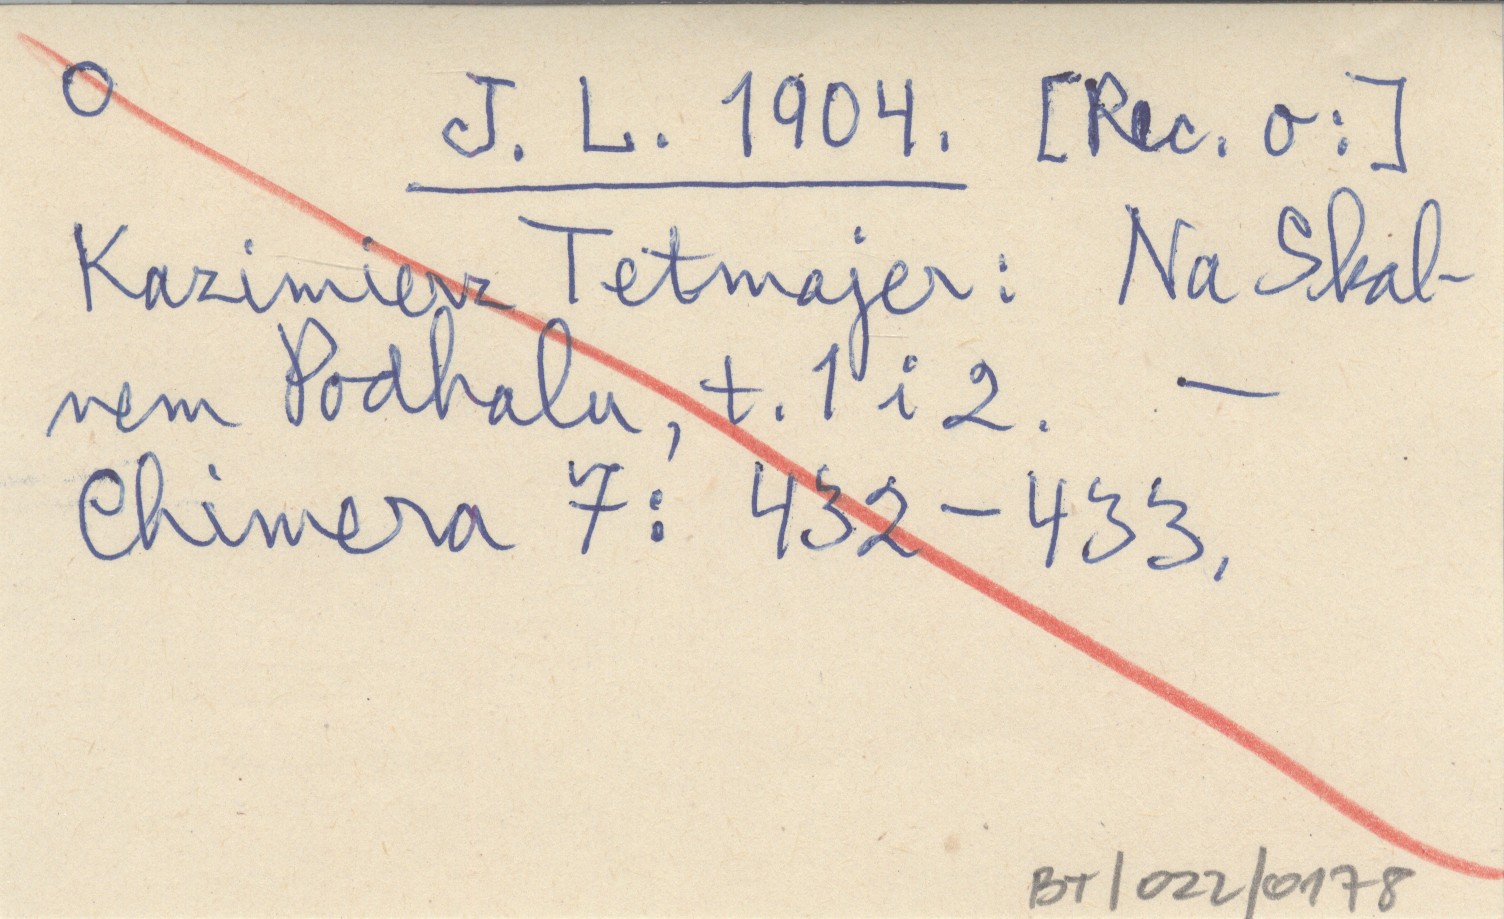 O J. L. 1904. [Rec. o:]
Kazimierz Tetmajer: Na Skal-
nem Podhalu, t. 1 i 2. —
Chimera 7: 432-433.
BT/022/0178